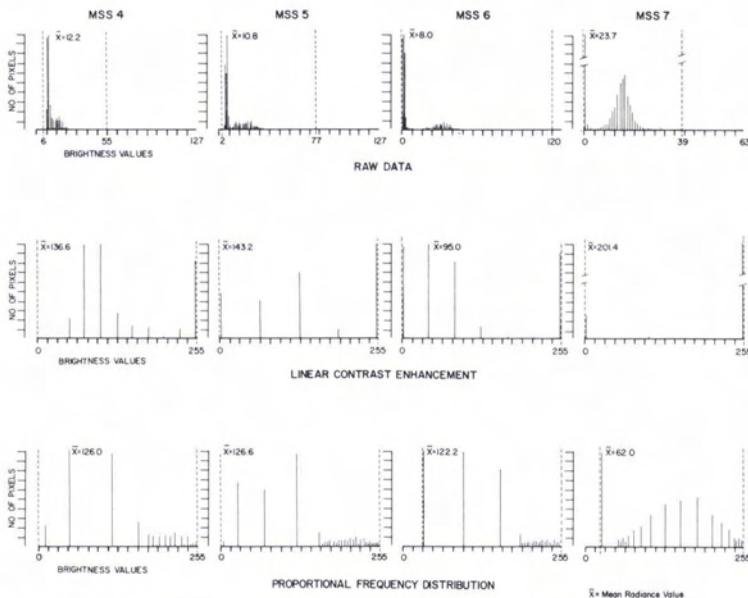 MSS 4 MSS 5 MSS 6 MSS 7
X̄=12.2 X̄=10.8 X̄=8.0 X̄=23.7
NO OF PIXELS
6 55 127 2 77 127 0 120 0 39 63
BRIGHTNESS VALUES
RAW DATA
X̄=136.6 X̄=143.2 X̄=95.0 X̄=201.4
NO OF PIXELS
0 255 0 255 0 255 0 255
BRIGHTNESS VALUES
LINEAR CONTRAST ENHANCEMENT
X̄=126.0 X̄=126.6 X̄=122.2 X̄=62.0
NO OF PIXELS
0 255 0 255 0 255 0 255
BRIGHTNESS VALUES
PROPORTIONAL FREQUENCY DISTRIBUTION
X̄= Mean Radiance Value